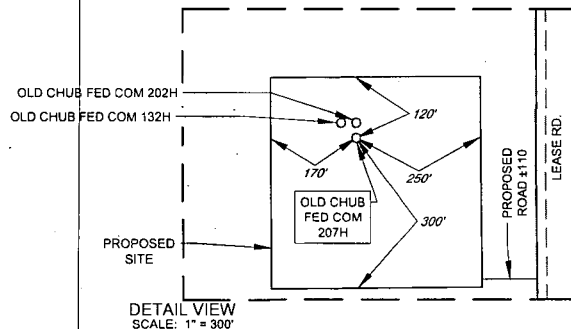 OLD CHUB FED COM 202H
OLD CHUB FED COM 132H
120'
170'
250'
OLD CHUB
FED COM
207H
300'
PROPOSED
SITE
PROPOSED
ROAD ±110
LEASE RD.
DETAIL VIEW
SCALE: 1" = 300'